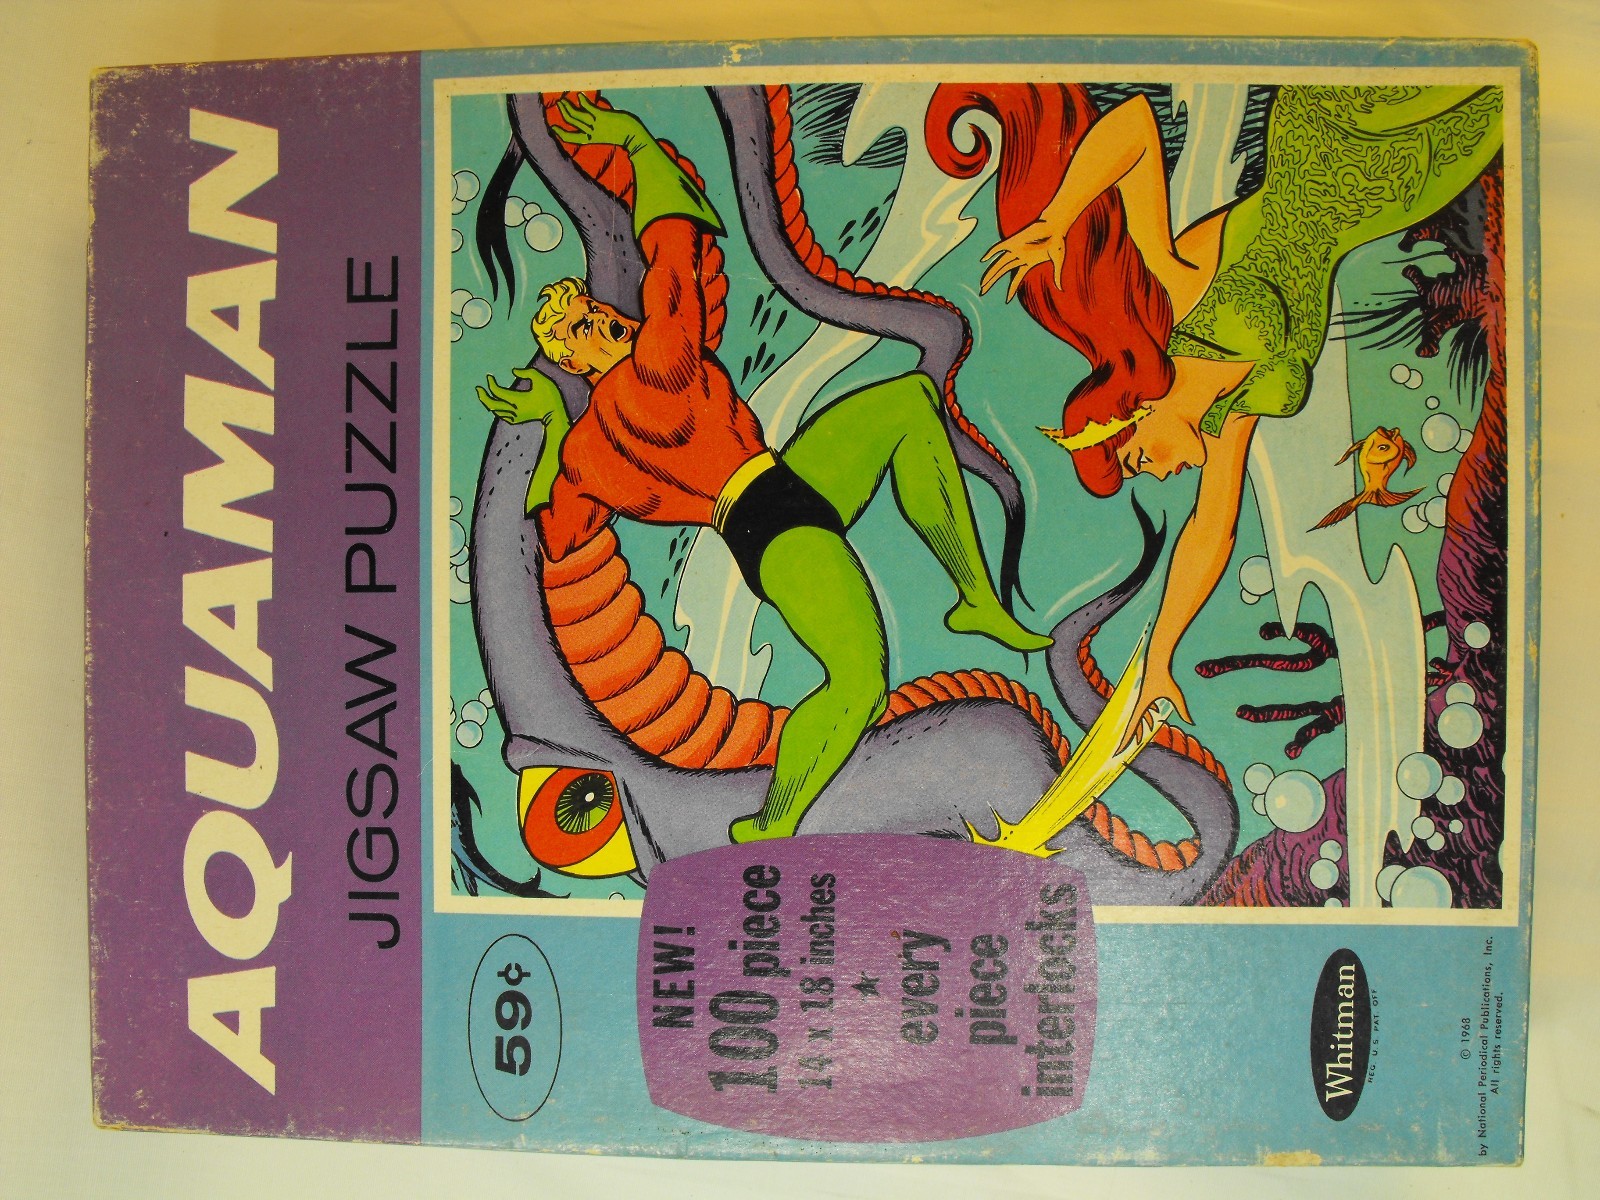 AQUAMAN
JIGSAW PUZZLE
59¢
NEW!
100 piece
14 x 18 inches
★
every
piece
interlocks
Whitman
REG. U.S. PAT. OFF
© 1968
by National Periodical Publications, Inc.
All rights reserved.